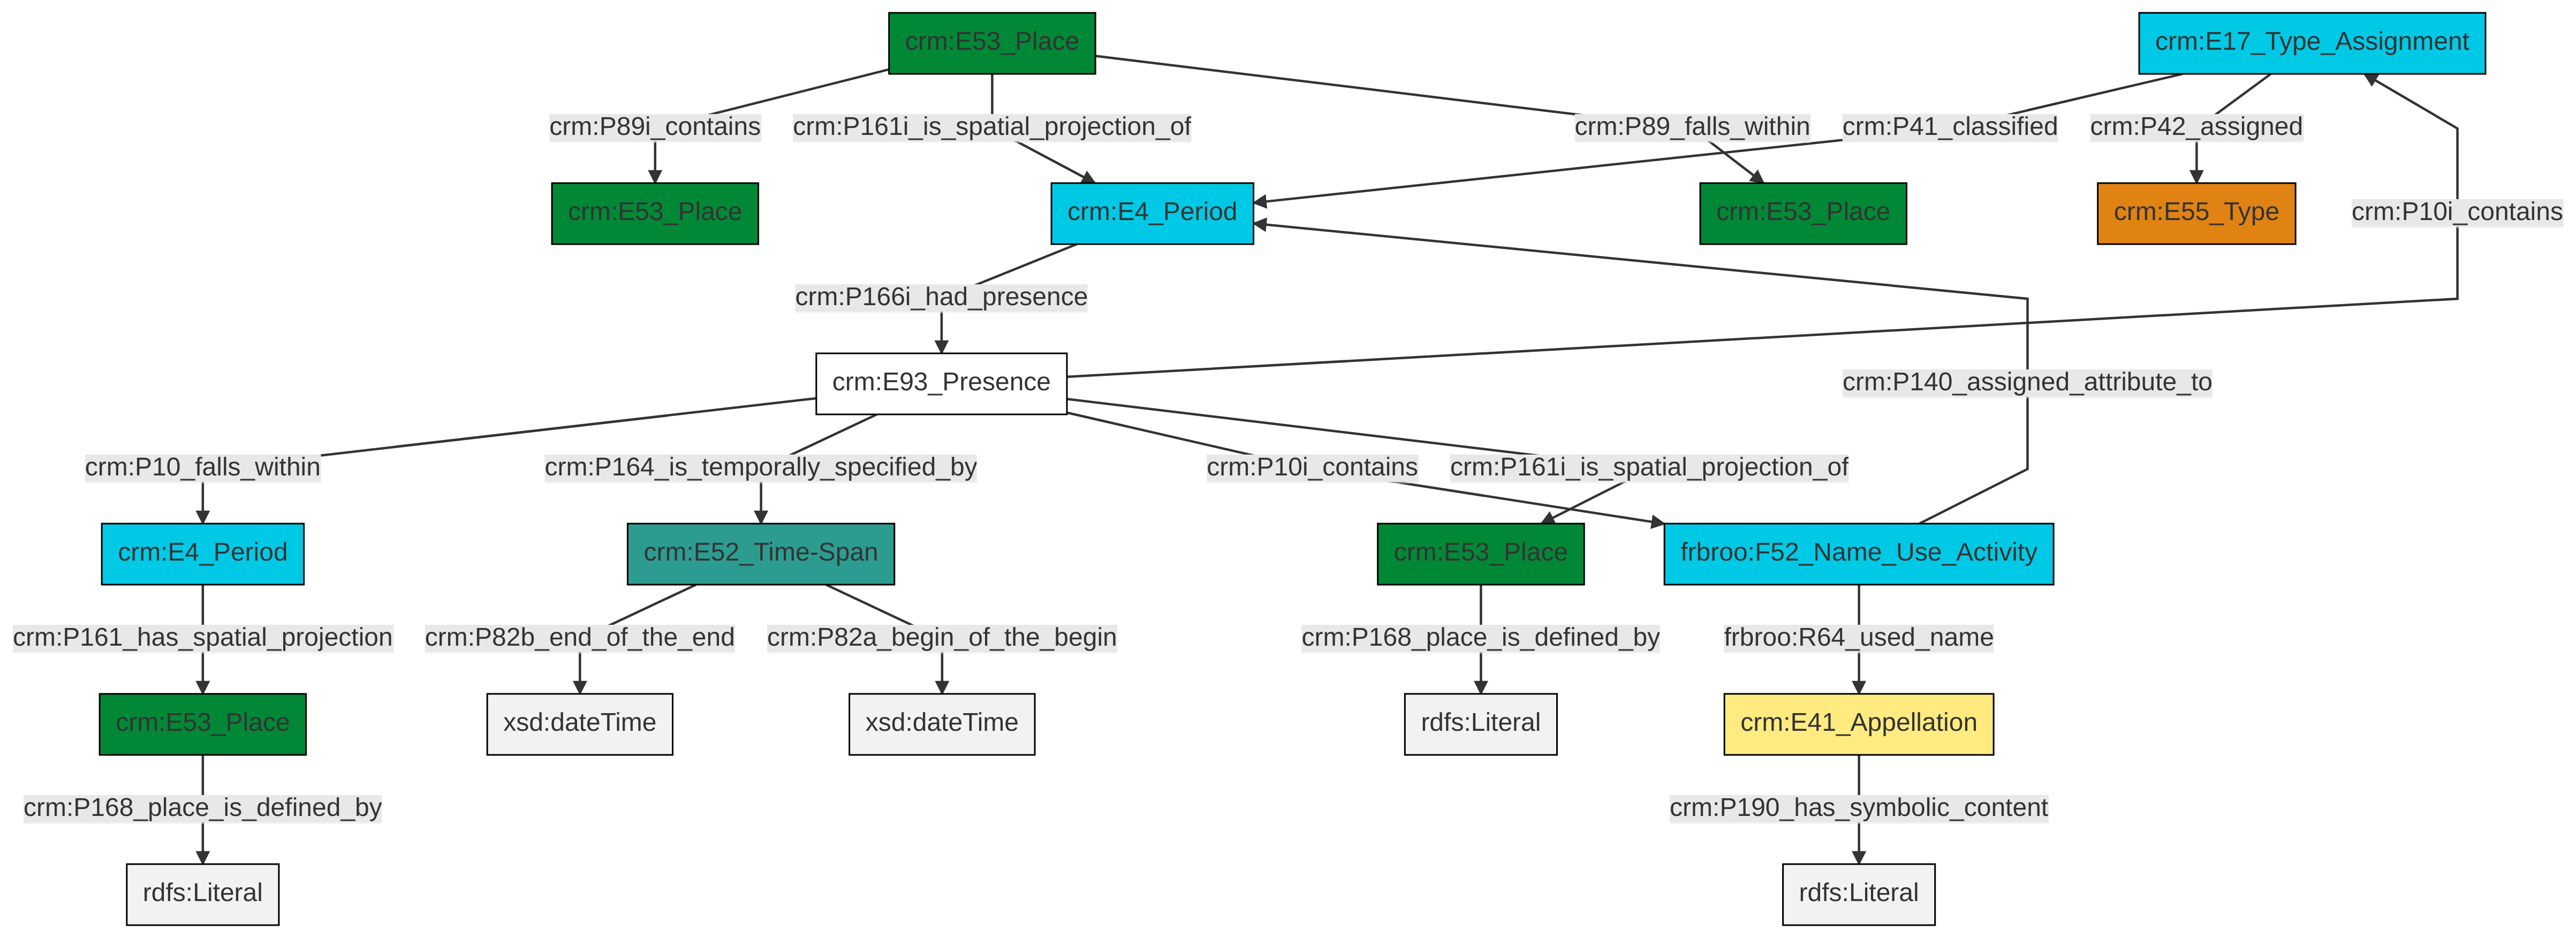 crm:E53_Place
crm:E17_Type_Assignment
crm:P89i_contains
crm:P161i_is_spatial_projection_of
crm:P89_falls_within
crm:P41_classified
crm:P42_assigned
crm:E53_Place
crm:E4_Period
crm:E53_Place
crm:E55_Type
crm:P10i_contains
crm:P166i_had_presence
crm:E93_Presence
crm:P140_assigned_attribute_to
crm:P10_falls_within
crm:P164_is_temporally_specified_by
crm:P10i_contains
crm:P161i_is_spatial_projection_of
crm:E4_Period
crm:E52_Time-Span
crm:E53_Place
frbroo:F52_Name_Use_Activity
crm:P161_has_spatial_projection
crm:P82b_end_of_the_end
crm:P82a_begin_of_the_begin
crm:P168_place_is_defined_by
frbroo:R64_used_name
crm:E53_Place
xsd:dateTime
xsd:dateTime
rdfs:Literal
crm:E41_Appellation
crm:P168_place_is_defined_by
crm:P190_has_symbolic_content
rdfs:Literal
rdfs:Literal